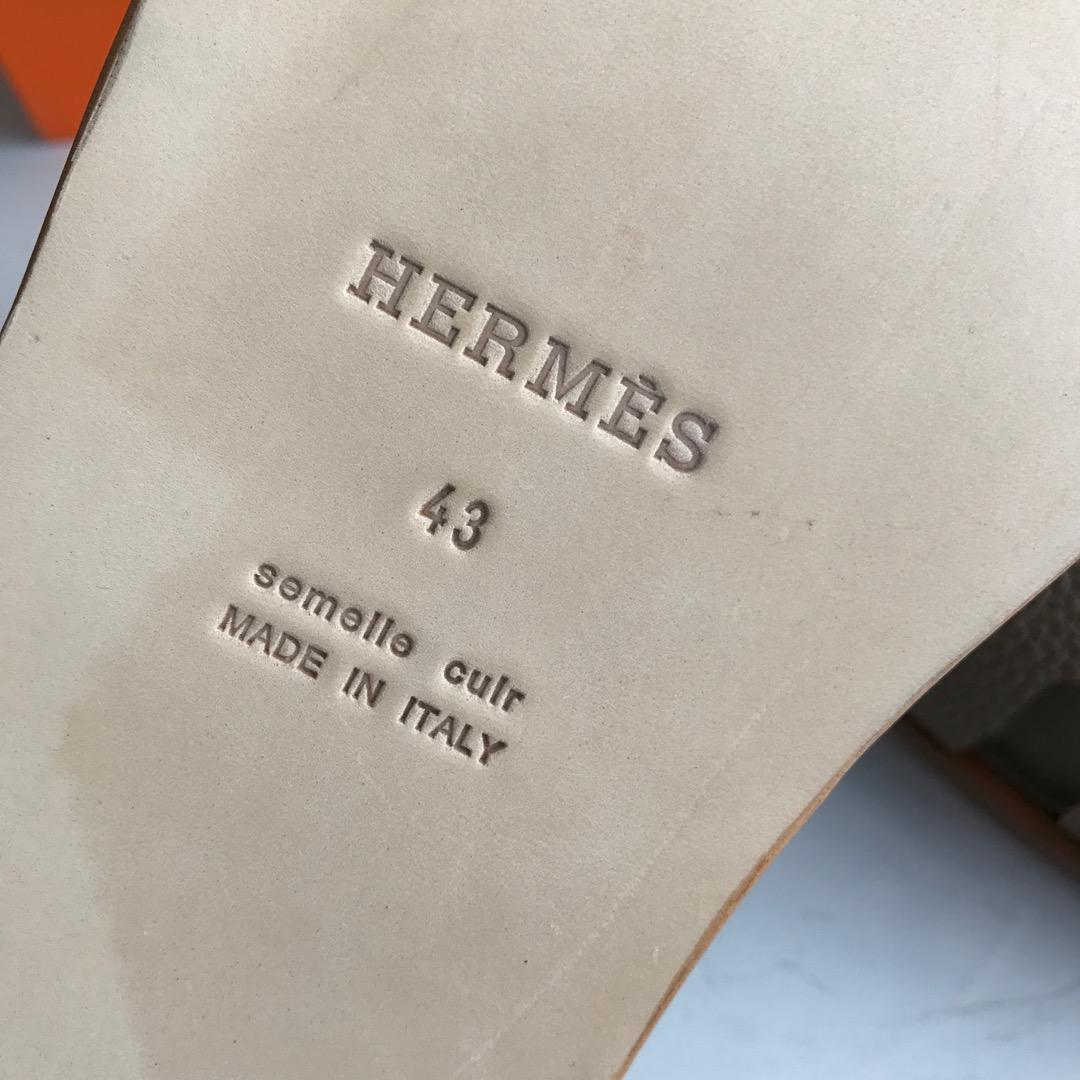 HERMÈS
43
semelle cuir
MADE IN ITALY